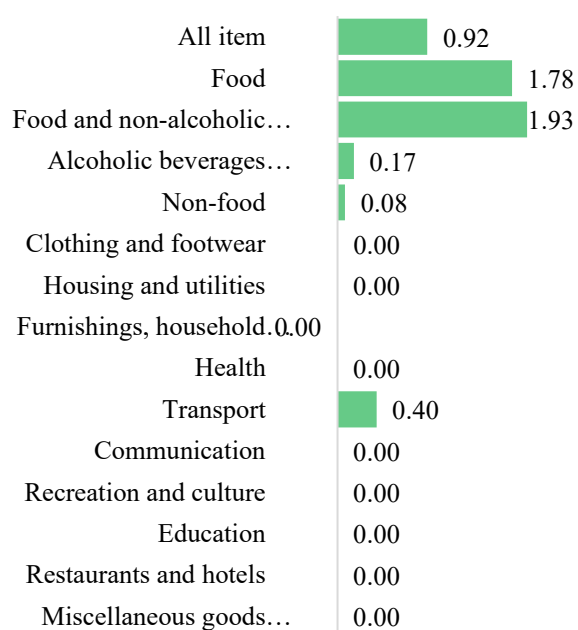 All item 0.92
Food 1.78
Food and non-alcoholic… 1.93
Alcoholic beverages… 0.17
Non-food 0.08
Clothing and footwear 0.00
Housing and utilities 0.00
Furnishings, household… 0.00
Health 0.00
Transport 0.40
Communication 0.00
Recreation and culture 0.00
Education 0.00
Restaurants and hotels 0.00
Miscellaneous goods… 0.00